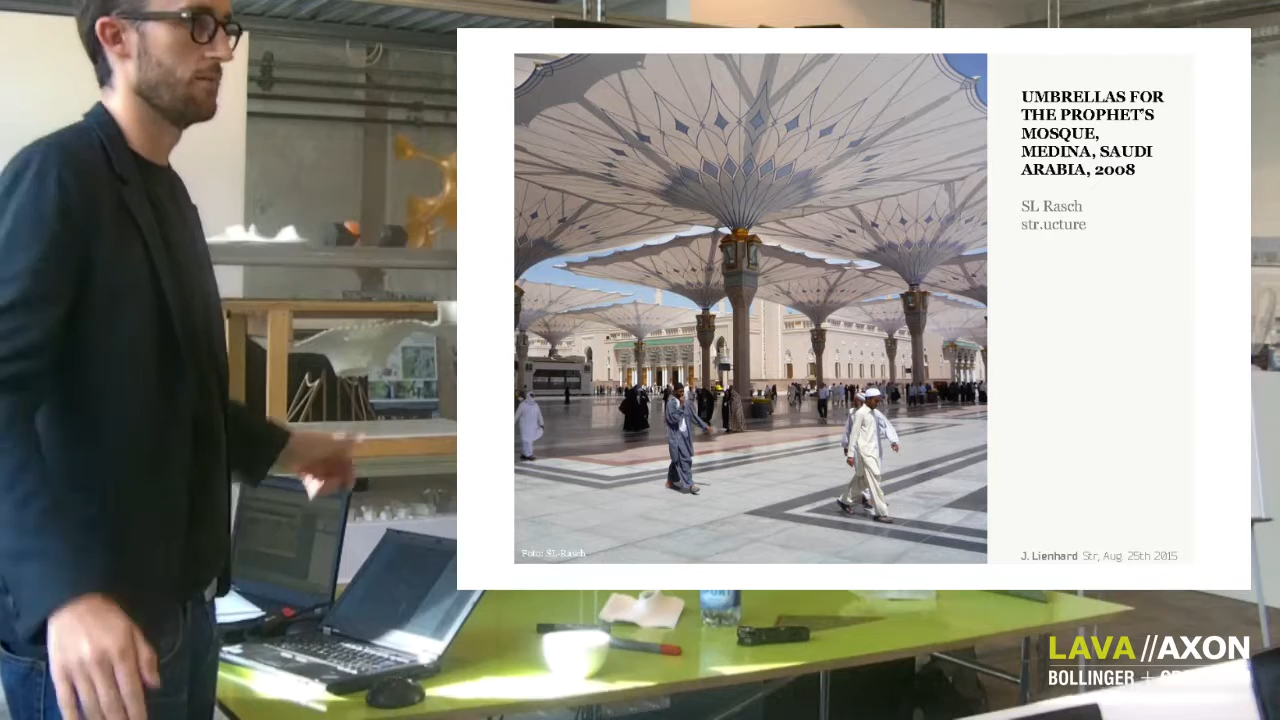 UMBRELLAS FOR
THE PROPHET'S
MOSQUE,
MEDINA, SAUDI
ARABIA, 2008
SL Rasch
str.ucture
Foto: SL-Rasch
J. Lienhard Str, Aug. 25th 2015
LAVA //AXON
BOLLINGER +